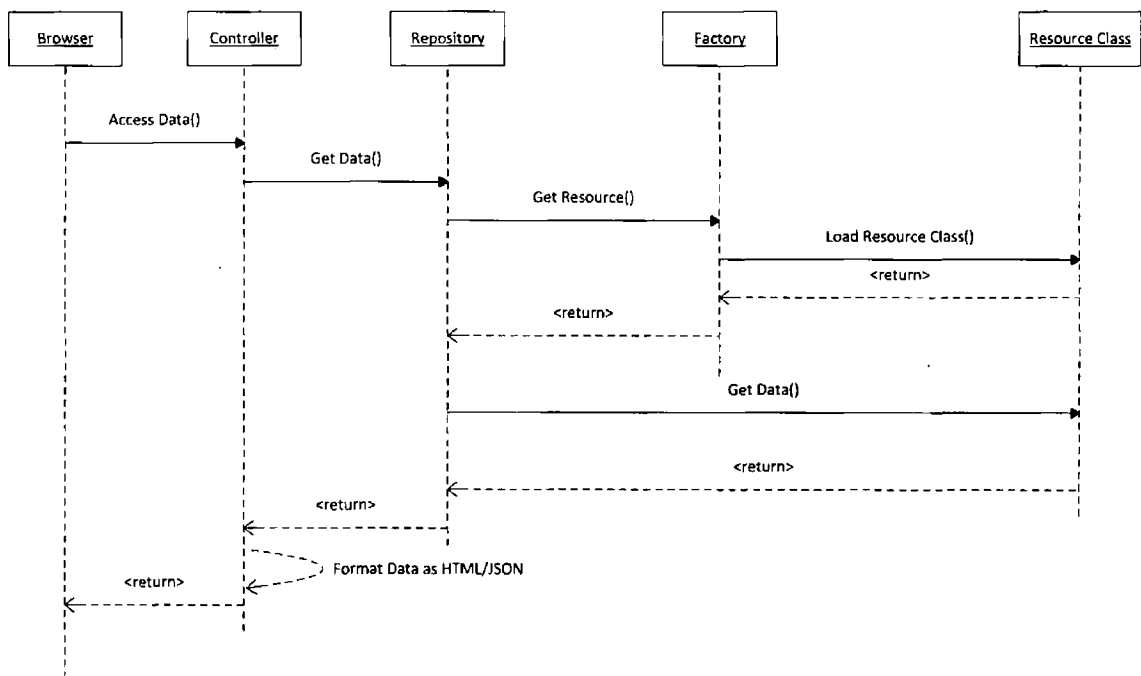 Browser
Controller
Repository
Factory
Resource Class
Access Data()
Get Data()
Get Resource()
Load Resource Class()
<return>
<return>
Get Data()
<return>
<return>
Format Data as HTML/JSON
<return>